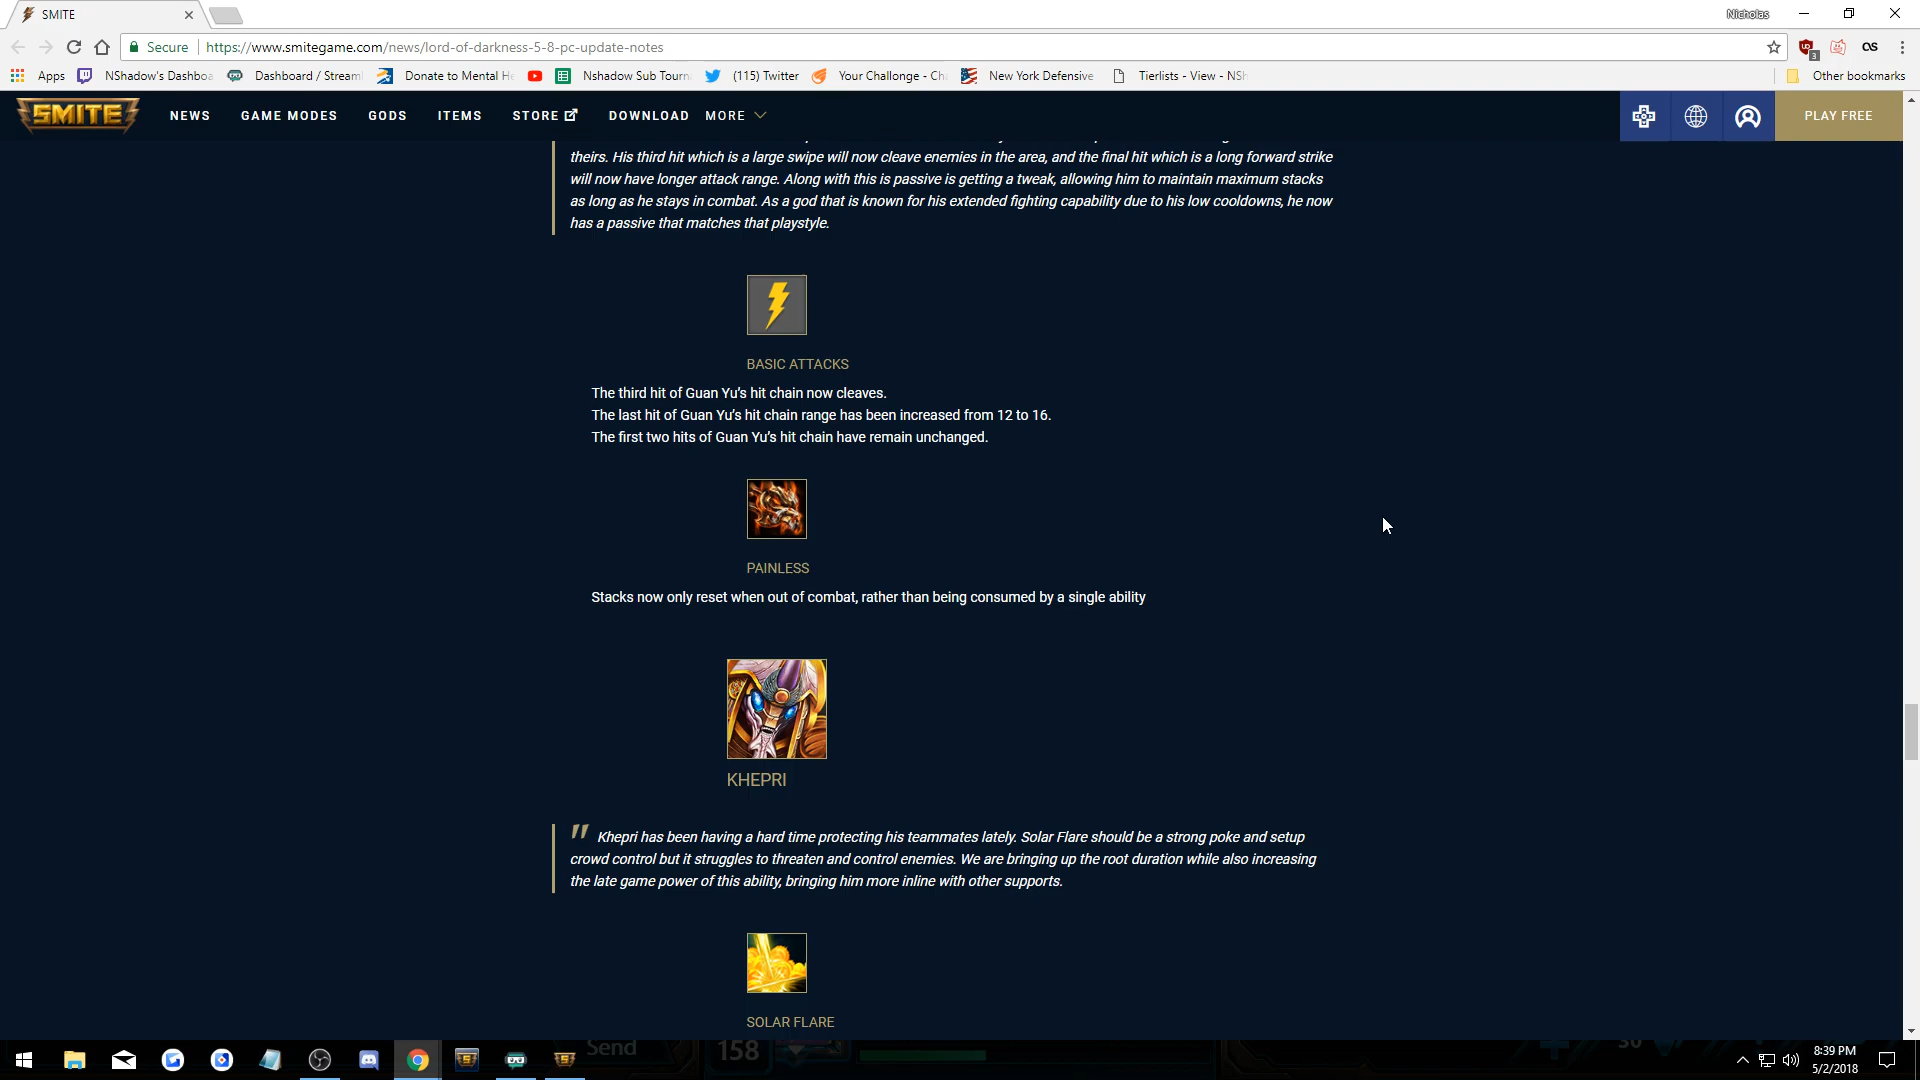 SMITE
Nicholas
Secure
https://www.smitegame.com/news/lord-of-darkness-5-8-pc-update-notes
3
Apps
NShadow's Dashboa
Dashboard / Stream
Donate to Mental H
Nshadow Sub Tourn
(115) Twitter
Your Challonge - Ch
New York Defensive
Tierlists - View - NSh
Other bookmarks
SMITE
NEWS
GAME MODES
GODS
ITEMS
STORE
DOWNLOAD
MORE
PLAY FREE
theirs. His third hit which is a large swipe will now cleave enemies in the area, and the final hit which is a long forward strike
will now have longer attack range. Along with this is passive is getting a tweak, allowing him to maintain maximum stacks
as long as he stays in combat. As a god that is known for his extended fighting capability due to his low cooldowns, he now
has a passive that matches that playstyle.
BASIC ATTACKS
The third hit of Guan Yu's hit chain now cleaves.
The last hit of Guan Yu's hit chain range has been increased from 12 to 16.
The first two hits of Guan Yu's hit chain have remain unchanged.
PAINLESS
Stacks now only reset when out of combat, rather than being consumed by a single ability
KHEPRI
" Khepri has been having a hard time protecting his teammates lately. Solar Flare should be a strong poke and setup
crowd control but it struggles to threaten and control enemies. We are bringing up the root duration while also increasing
the late game power of this ability, bringing him more inline with other supports.
SOLAR FLARE
Send
158
30
8:39 PM
5/2/2018